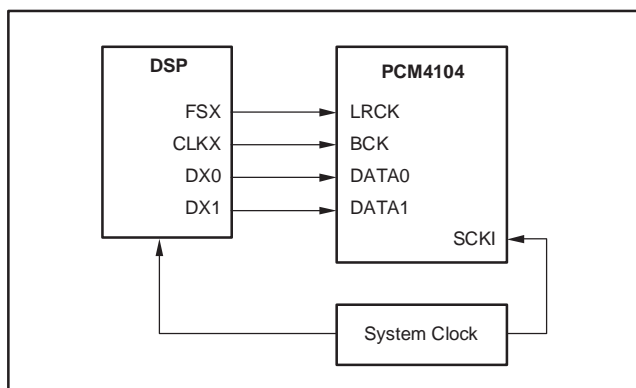 DSP
PCM4104
FSX
LRCK
CLKX
BCK
DX0
DATA0
DX1
DATA1
SCKI
System Clock